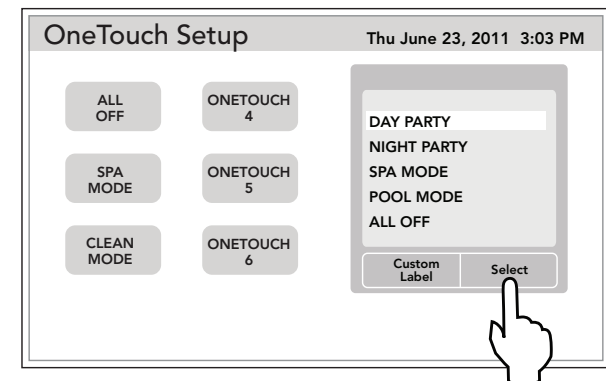 OneTouch Setup
Thu June 23, 2011 3:03 PM
ALL
OFF
ONETOUCH
4
SPA
MODE
ONETOUCH
5
CLEAN
MODE
ONETOUCH
6
DAY PARTY
NIGHT PARTY
SPA MODE
POOL MODE
ALL OFF
Custom
Label
Select